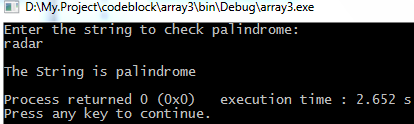 D:\My.Project\codeblock\array3\bin\Debug\array3.exe
Enter the string to check palindrome:
radar
The String is palindrome
Process returned 0 (0x0)   execution time : 2.652 s
Press any key to continue.